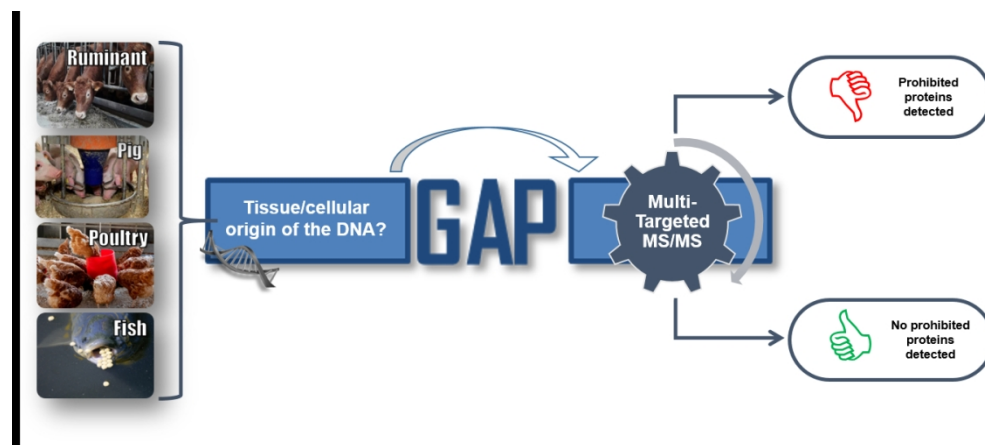 Ruminant
Pig
Poultry
Fish
Tissue/cellular
origin of the DNA?
GAP
Multi-
Targeted
MS/MS
Prohibited
proteins
detected
No prohibited
proteins
detected